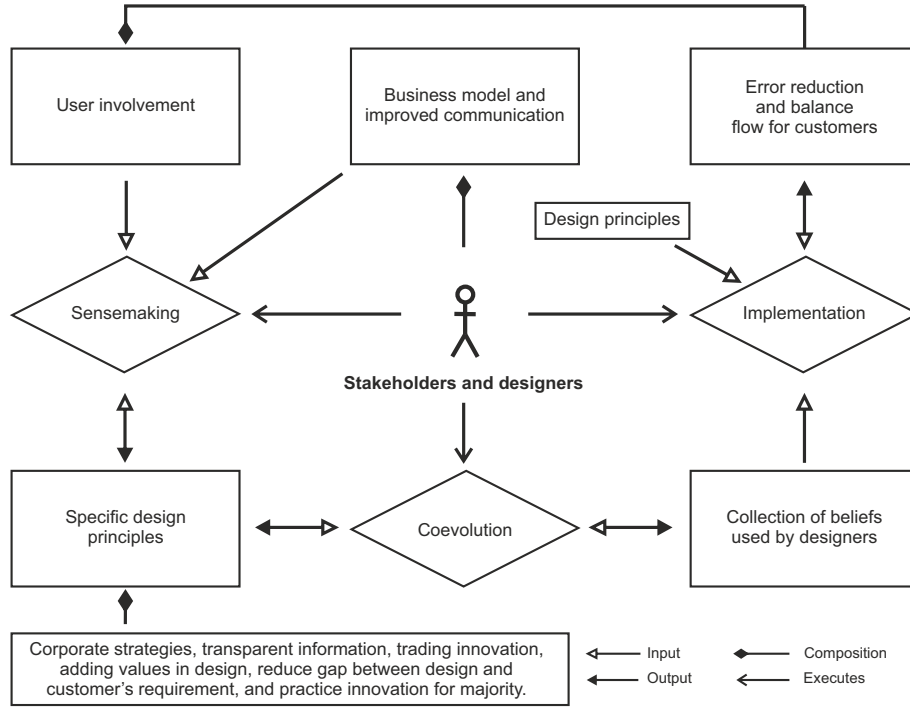 User involvement
Business model and
improved communication
Error reduction
and balance
flow for customers
Design principles
Sensemaking
Implementation
Stakeholders and designers
Specific design
principles
Coevolution
Collection of beliefs
used by designers
Corporate strategies, transparent information, trading innovation,
adding values in design, reduce gap between design and
customer's requirement, and practice innovation for majority.
Input
Composition
Output
Executes